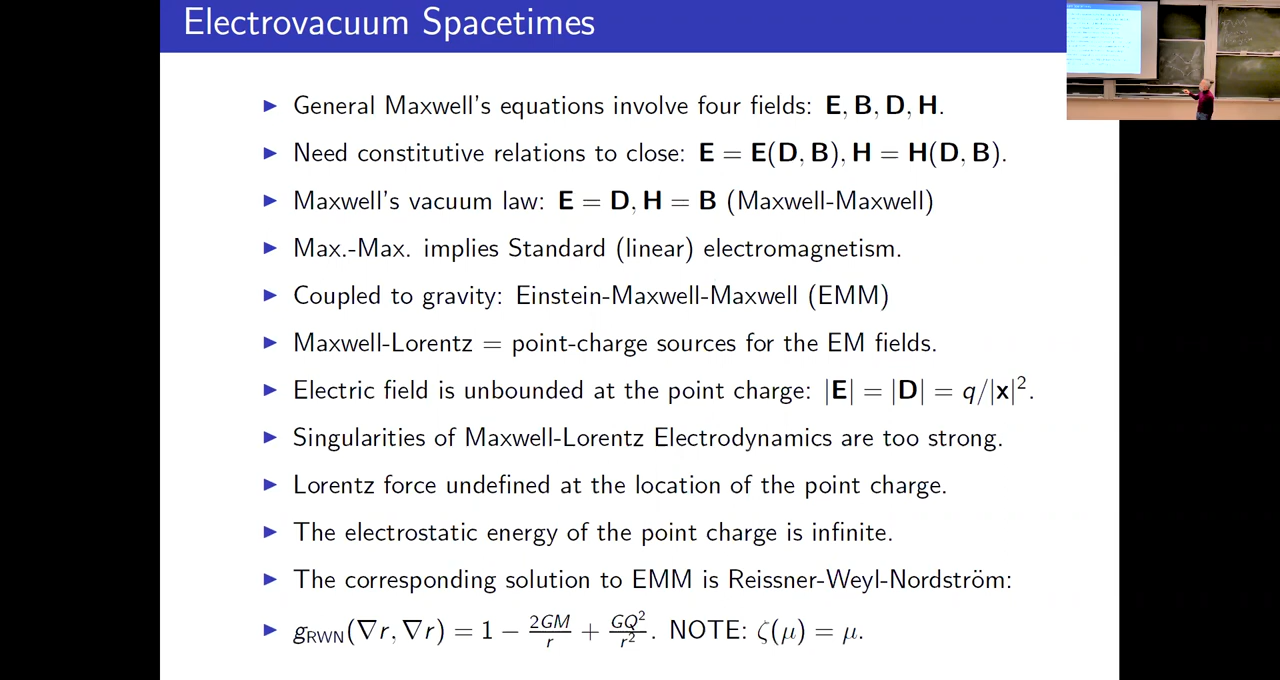 Electrovacuum Spacetimes
▶ General Maxwell's equations involve four fields: E, B, D, H.
▶ Need constitutive relations to close: E = E(D, B), H = H(D, B).
▶ Maxwell's vacuum law: E = D, H = B (Maxwell-Maxwell)
▶ Max.-Max. implies Standard (linear) electromagnetism.
▶ Coupled to gravity: Einstein-Maxwell-Maxwell (EMM)
▶ Maxwell-Lorentz = point-charge sources for the EM fields.
▶ Electric field is unbounded at the point charge: |E| = |D| = q/|x|².
▶ Singularities of Maxwell-Lorentz Electrodynamics are too strong.
▶ Lorentz force undefined at the location of the point charge.
▶ The electrostatic energy of the point charge is infinite.
▶ The corresponding solution to EMM is Reissner-Weyl-Nordström:
▶ g_RWN(∇r, ∇r) = 1 − 2GM/r + GQ²/r². NOTE: ζ(μ) = μ.